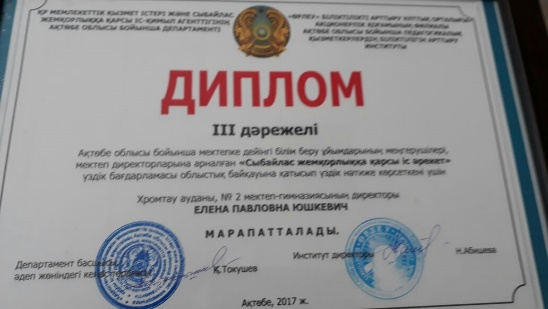 ҚР МЕМЛЕКЕТТІК ҚЫЗМЕТ ІСТЕРІ ЖӘНЕ СЫБАЙЛАС
ЖЕМҚОРЛЫҚҚА ҚАРСЫ ІС-ҚИМЫЛ АГЕНТТІГІНІҢ
АҚТӨБЕ ОБЛЫСЫ БОЙЫНША ДЕПАРТАМЕНТІ
«ӨРЛЕУ» БІЛІКТІЛІКТІ АРТТЫРУ ҰЛТТЫҚ ОРТАЛЫҒЫ»
АКЦИОНЕРЛІК ҚОҒАМЫНЫҢ ФИЛИАЛЫ
АҚТӨБЕ ОБЛЫСЫ БОЙЫНША ПЕДАГОГИКАЛЫҚ
ҚЫЗМЕТКЕРЛЕРДІҢ БІЛІКТІЛІГІН АРТТЫРУ
ИНСТИТУТЫ
ДИПЛОМ
III дәрежелі
Ақтөбе облысы бойынша мектепке дейінгі білім беру ұйымдарының меңгерушілері,
мектеп директорларына арналған «Сыбайлас жемқорлыққа қарсы іс әрекет»
үздік бағдарламасы облыстық байқауына қатысып үздік нәтиже көрсеткені үшін
Хромтау ауданы, № 2 мектеп-гимназиясының директоры
ЕЛЕНА ПАВЛОВНА ЮШКЕВИЧ
МАРАПАТТАЛАДЫ.
Департамент басшысы
әдеп жөніндегі кеңес
Қ.Токушев
Институт директоры
Н.Абишева
Ақтөбе, 2017 ж.